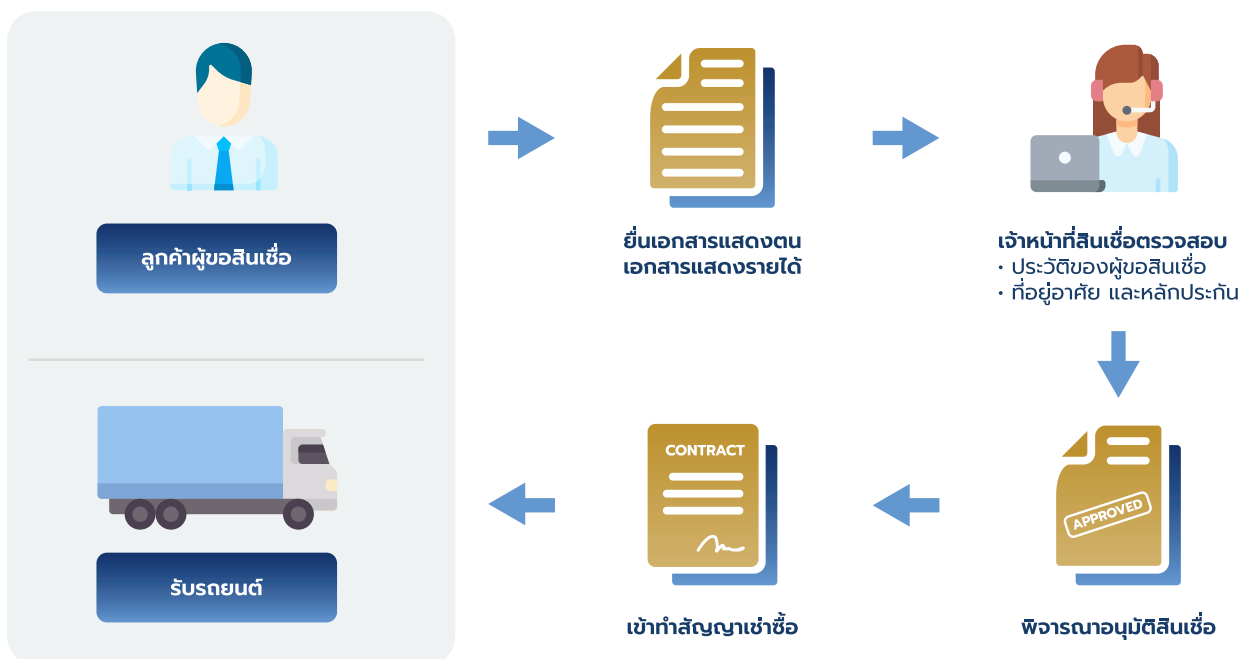 ลูกค้าผู้ขอสินเชื่อ
ยื่นเอกสารแสดงตน
เอกสารแสดงรายได้
เจ้าหน้าที่สินเชื่อตรวจสอบ
• ประวัติของผู้ขอสินเชื่อ
• ที่อยู่อาศัย และหลักประกัน
APPROVED
พิจารณาอนุมัติสินเชื่อ
CONTRACT
เข้าทำสัญญาเช่าซื้อ
รับรถยนต์